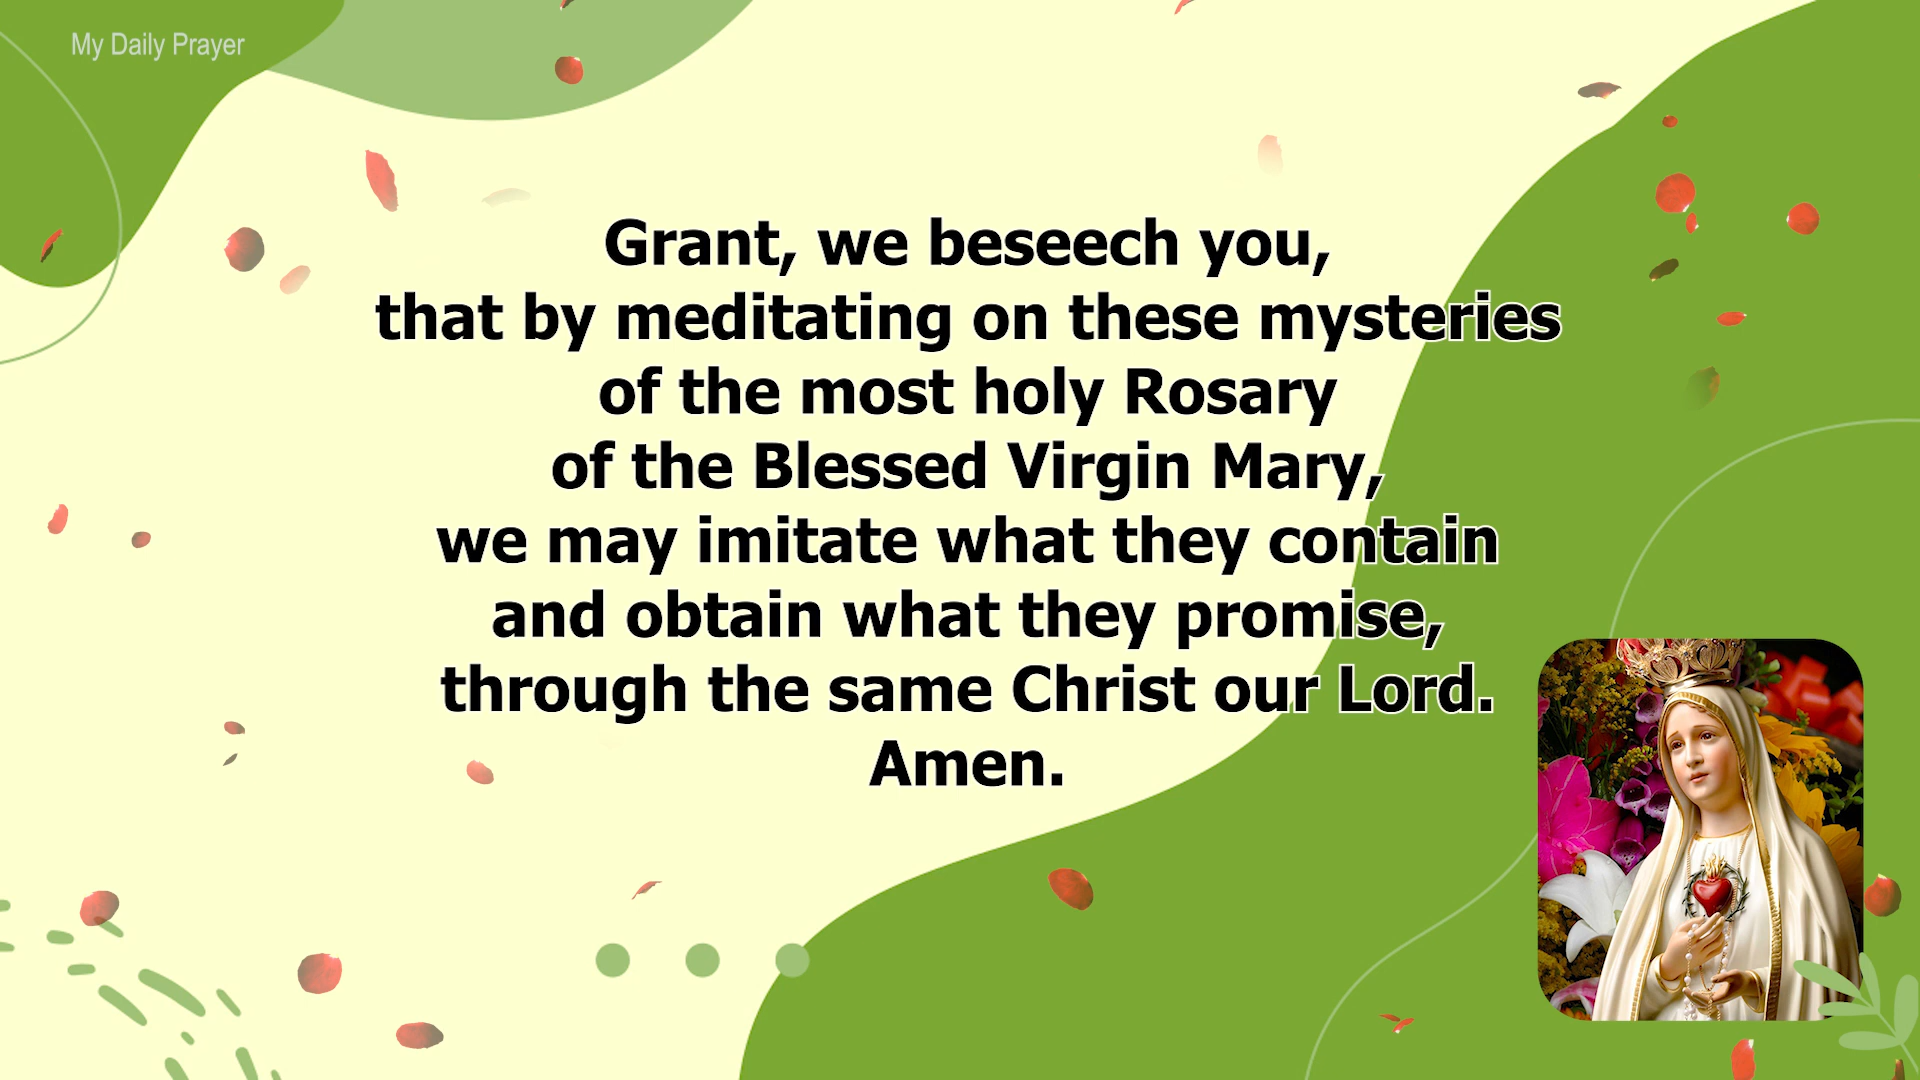 My Daily Prayer
Grant, we beseech you,
that by meditating on these mysteries
of the most holy Rosary
of the Blessed Virgin Mary,
we may imitate what they contain
and obtain what they promise,
through the same Christ our Lord.
Amen.